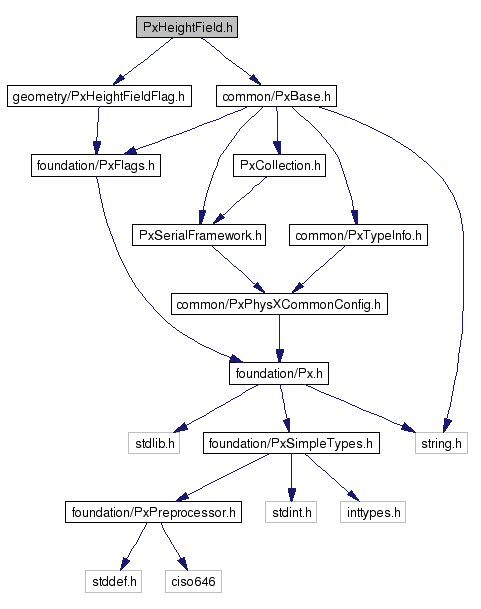 PxHeightField.h
geometry/PxHeightFieldFlag.h
common/PxBase.h
foundation/PxFlags.h
PxCollection.h
PxSerialFramework.h
common/PxTypeInfo.h
common/PxPhysXCommonConfig.h
foundation/Px.h
stdlib.h
foundation/PxSimpleTypes.h
string.h
foundation/PxPreprocessor.h
stdint.h
inttypes.h
stddef.h
ciso646